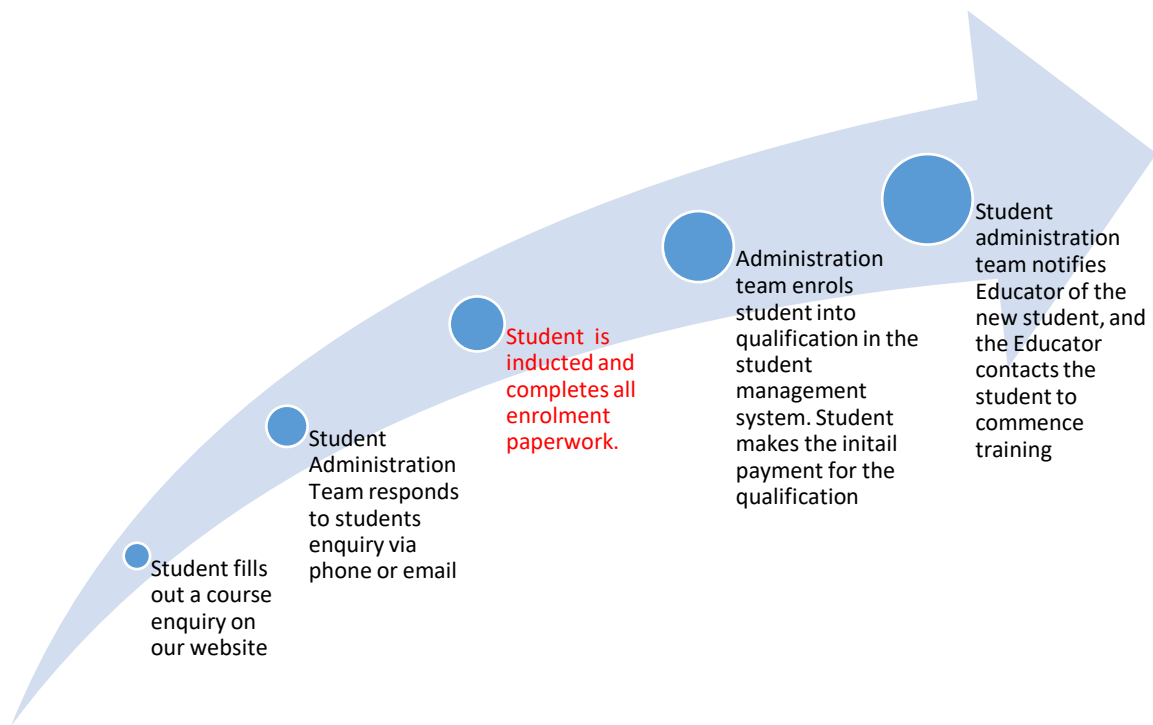 Student fills
out a course
enquiry on
our website
Student
Administration
Team responds
to students
enquiry via
phone or email
Student  is
inducted and
completes all
enrolment
paperwork.
Administration
team enrols
student into
qualification in the
student
management
system. Student
makes the initail
payment for the
qualification
Student
administration
team notifies
Educator of the
new student, and
the Educator
contacts the
student to
commence
training